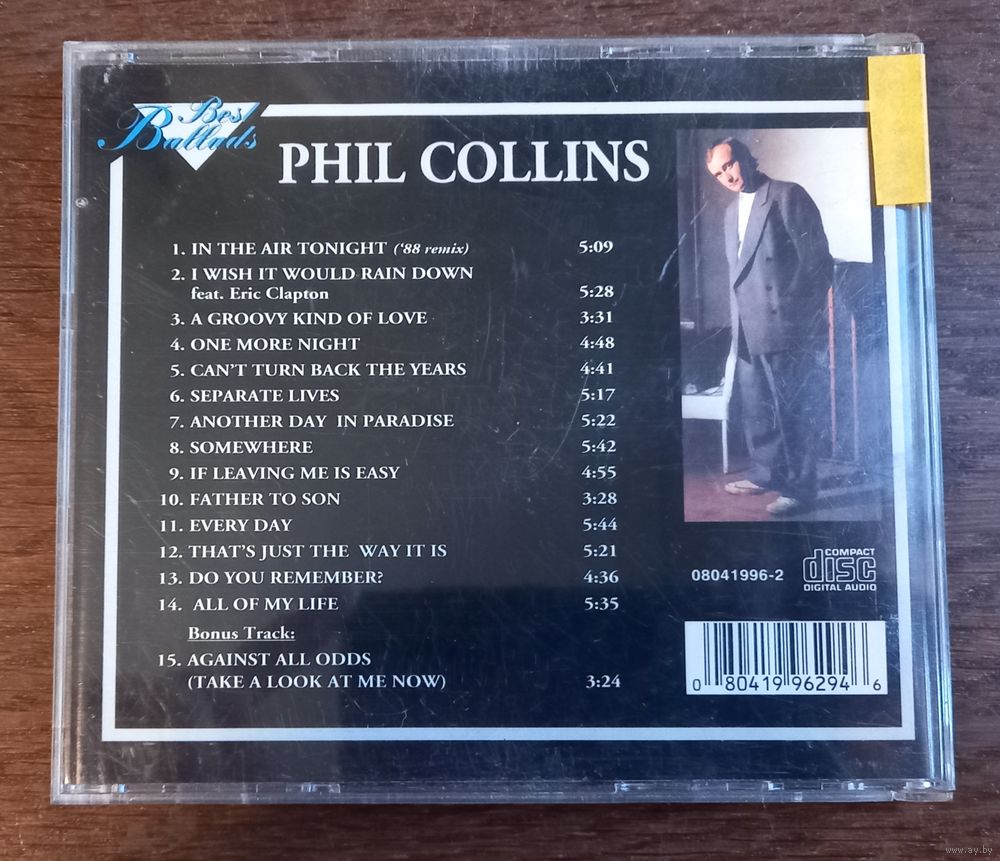 Best
Ballads
PHIL COLLINS
1. IN THE AIR TONIGHT ('88 remix) 5:09
2. I WISH IT WOULD RAIN DOWN
feat. Eric Clapton 5:28
3. A GROOVY KIND OF LOVE 3:31
4. ONE MORE NIGHT 4:48
5. CAN'T TURN BACK THE YEARS 4:41
6. SEPARATE LIVES 5:17
7. ANOTHER DAY IN PARADISE 5:22
8. SOMEWHERE 5:42
9. IF LEAVING ME IS EASY 4:55
10. FATHER TO SON 3:28
11. EVERY DAY 5:44
12. THAT'S JUST THE WAY IT IS 5:21
13. DO YOU REMEMBER? 4:36
14. ALL OF MY LIFE 5:35
Bonus Track:
15. AGAINST ALL ODDS
(TAKE A LOOK AT ME NOW) 3:24
08041996-2
COMPACT
disc
DIGITAL AUDIO
0 80419 96294 6
www.ay.by